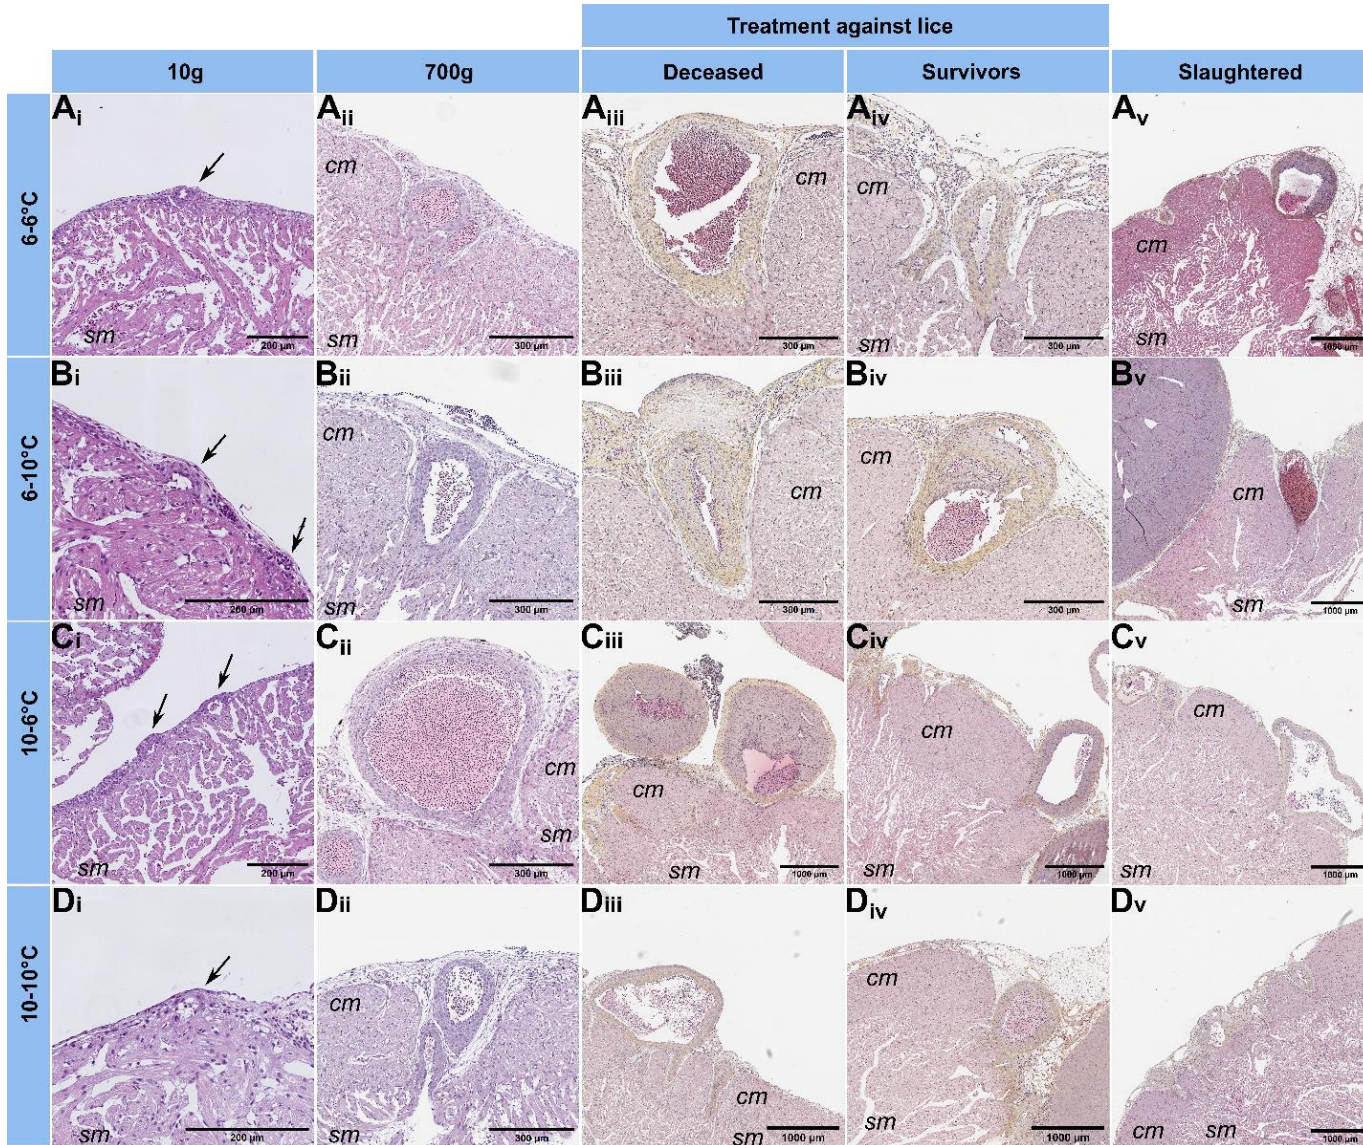 Treatment against lice
10g 700g Deceased Survivors Slaughtered
6-6°C
Ai Aii Aiii Aiv Av
cm cm cm cm
sm sm sm sm
200 µm 300 µm 300 µm 300 µm 1000 µm
6-10°C
Bi Bii Biii Biv Bv
cm cm cm cm
sm sm sm
200 µm 300 µm 300 µm 300 µm 1000 µm
10-6°C
Ci Cii Ciii Civ Cv
cm cm cm cm
sm sm sm sm sm
200 µm 300 µm 1000 µm 1000 µm 1000 µm
10-10°C
Di Dii Diii Div Dv
cm cm cm cm
sm sm sm sm sm
200 µm 300 µm 1000 µm 1000 µm 1000 µm